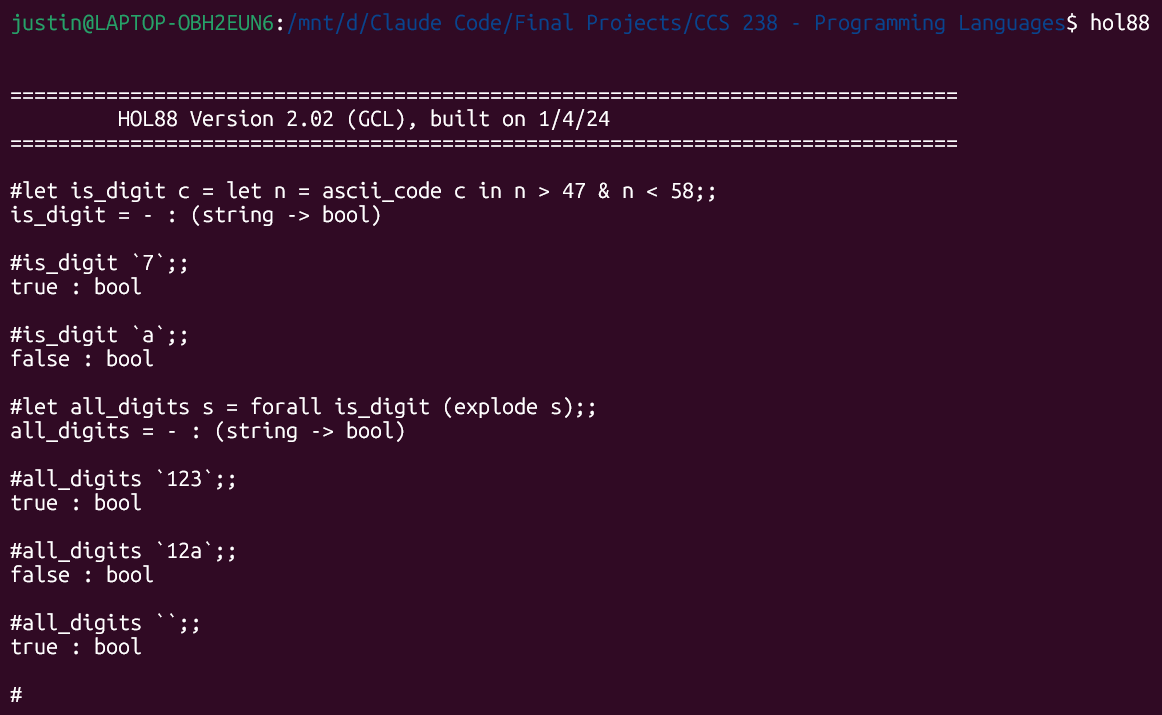 justin@LAPTOP-OBH2EUN6:/mnt/d/Claude Code/Final Projects/CCS 238 - Programming Languages$ hol88
===============================================================================
         HOL88 Version 2.02 (GCL), built on 1/4/24
===============================================================================
#let is_digit c = let n = ascii_code c in n > 47 & n < 58;;
is_digit = - : (string -> bool)
#is_digit `7`;;
true : bool
#is_digit `a`;;
false : bool
#let all_digits s = forall is_digit (explode s);;
all_digits = - : (string -> bool)
#all_digits `123`;;
true : bool
#all_digits `12a`;;
false : bool
#all_digits ``;;
true : bool
#